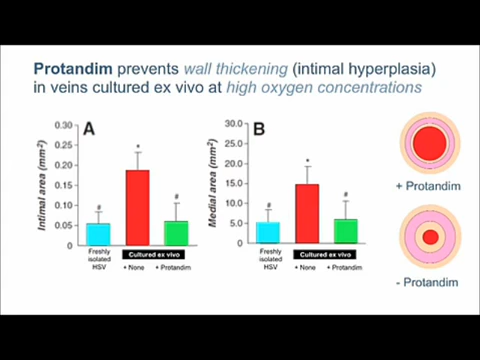 Protandim prevents wall thickening (intimal hyperplasia)
in veins cultured ex vivo at high oxygen concentrations
A
Intimal area (mm²)
0.30
0.25
0.20
0.15
0.10
0.05
0
#
*
#
Freshly
isolated
HSV
Cultured ex vivo
+ None
+ Protandim
B
Medial area (mm²)
30.0
25.0
20.0
15.0
10.0
5.0
0
#
*
#
Freshly
isolated
HSV
Cultured ex vivo
+ None
+ Protandim
+ Protandim
- Protandim